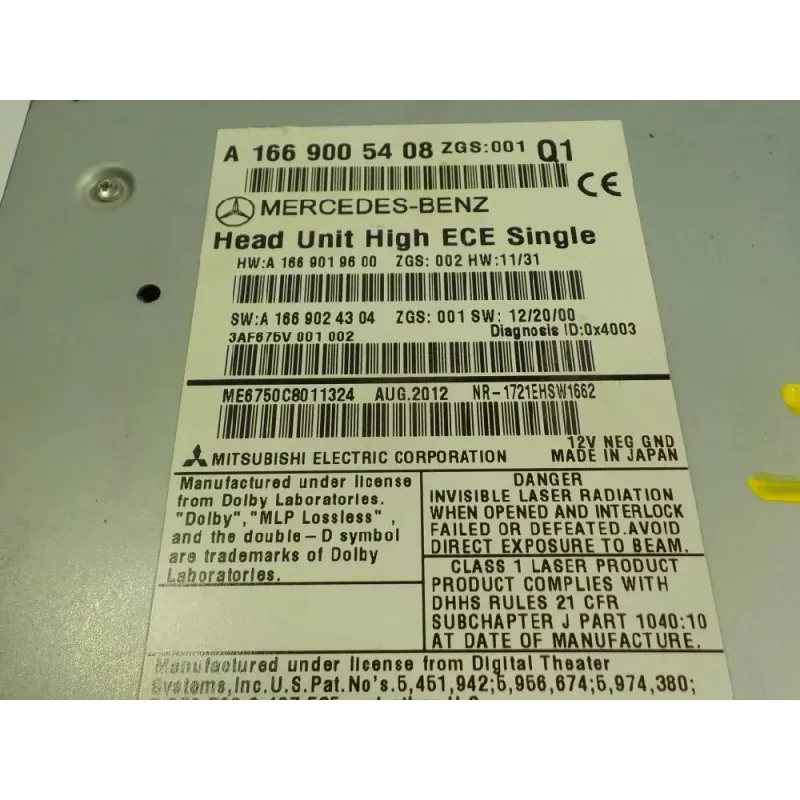 A 166 900 54 08 ZGS:001 Q1
CE
MERCEDES-BENZ
Head Unit High ECE Single
HW:A 166 901 96 00 ZGS: 002 HW:11/31
SW:A 166 902 43 04 ZGS: 001 SW: 12/20/00
3AF675V 001 002 Diagnosis ID:0x4003
ME6750C8011324 AUG.2012 NR-1721EHSW1662
12V NEG GND
MITSUBISHI ELECTRIC CORPORATION MADE IN JAPAN
Manufactured under license
from Dolby Laboratories.
"Dolby","MLP Lossless",
and the double-D symbol
are trademarks of Dolby
Laboratories.
DANGER
INVISIBLE LASER RADIATION
WHEN OPENED AND INTERLOCK
FAILED OR DEFEATED.AVOID
DIRECT EXPOSURE TO BEAM.
CLASS 1 LASER PRODUCT
PRODUCT COMPLIES WITH
DHHS RULES 21 CFR
SUBCHAPTER J PART 1040:10
AT DATE OF MANUFACTURE.
Manufactured under license from Digital Theater
Systems,Inc.U.S.Pat.No's.5,451,942;5,956,674;5,974,380;